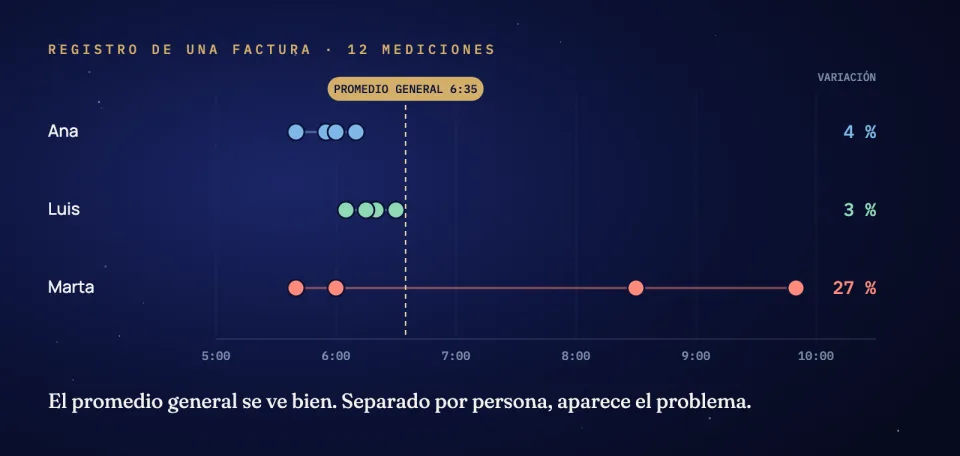 REGISTRO DE UNA FACTURA · 12 MEDICIONES
VARIACIÓN
PROMEDIO GENERAL 6:35
Ana
4 %
Luis
3 %
Marta
27 %
5:00 6:00 7:00 8:00 9:00 10:00
El promedio general se ve bien. Separado por persona, aparece el problema.